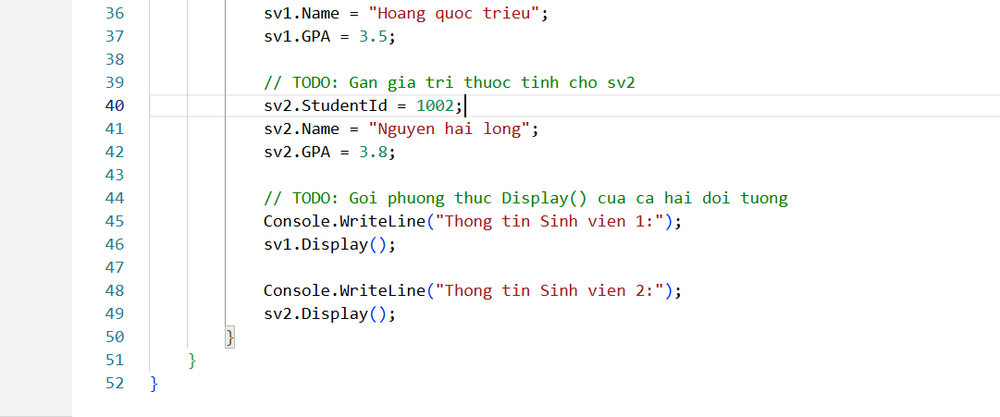 36 sv1.Name = "Hoang quoc trieu";
37 sv1.GPA = 3.5;
38
39 // TODO: Gan gia tri thuoc tinh cho sv2
40 sv2.StudentId = 1002;
41 sv2.Name = "Nguyen hai long";
42 sv2.GPA = 3.8;
43
44 // TODO: Goi phuong thuc Display() cua ca hai doi tuong
45 Console.WriteLine("Thong tin Sinh vien 1:");
46 sv1.Display();
47
48 Console.WriteLine("Thong tin Sinh vien 2:");
49 sv2.Display();
50 }
51 }
52 }